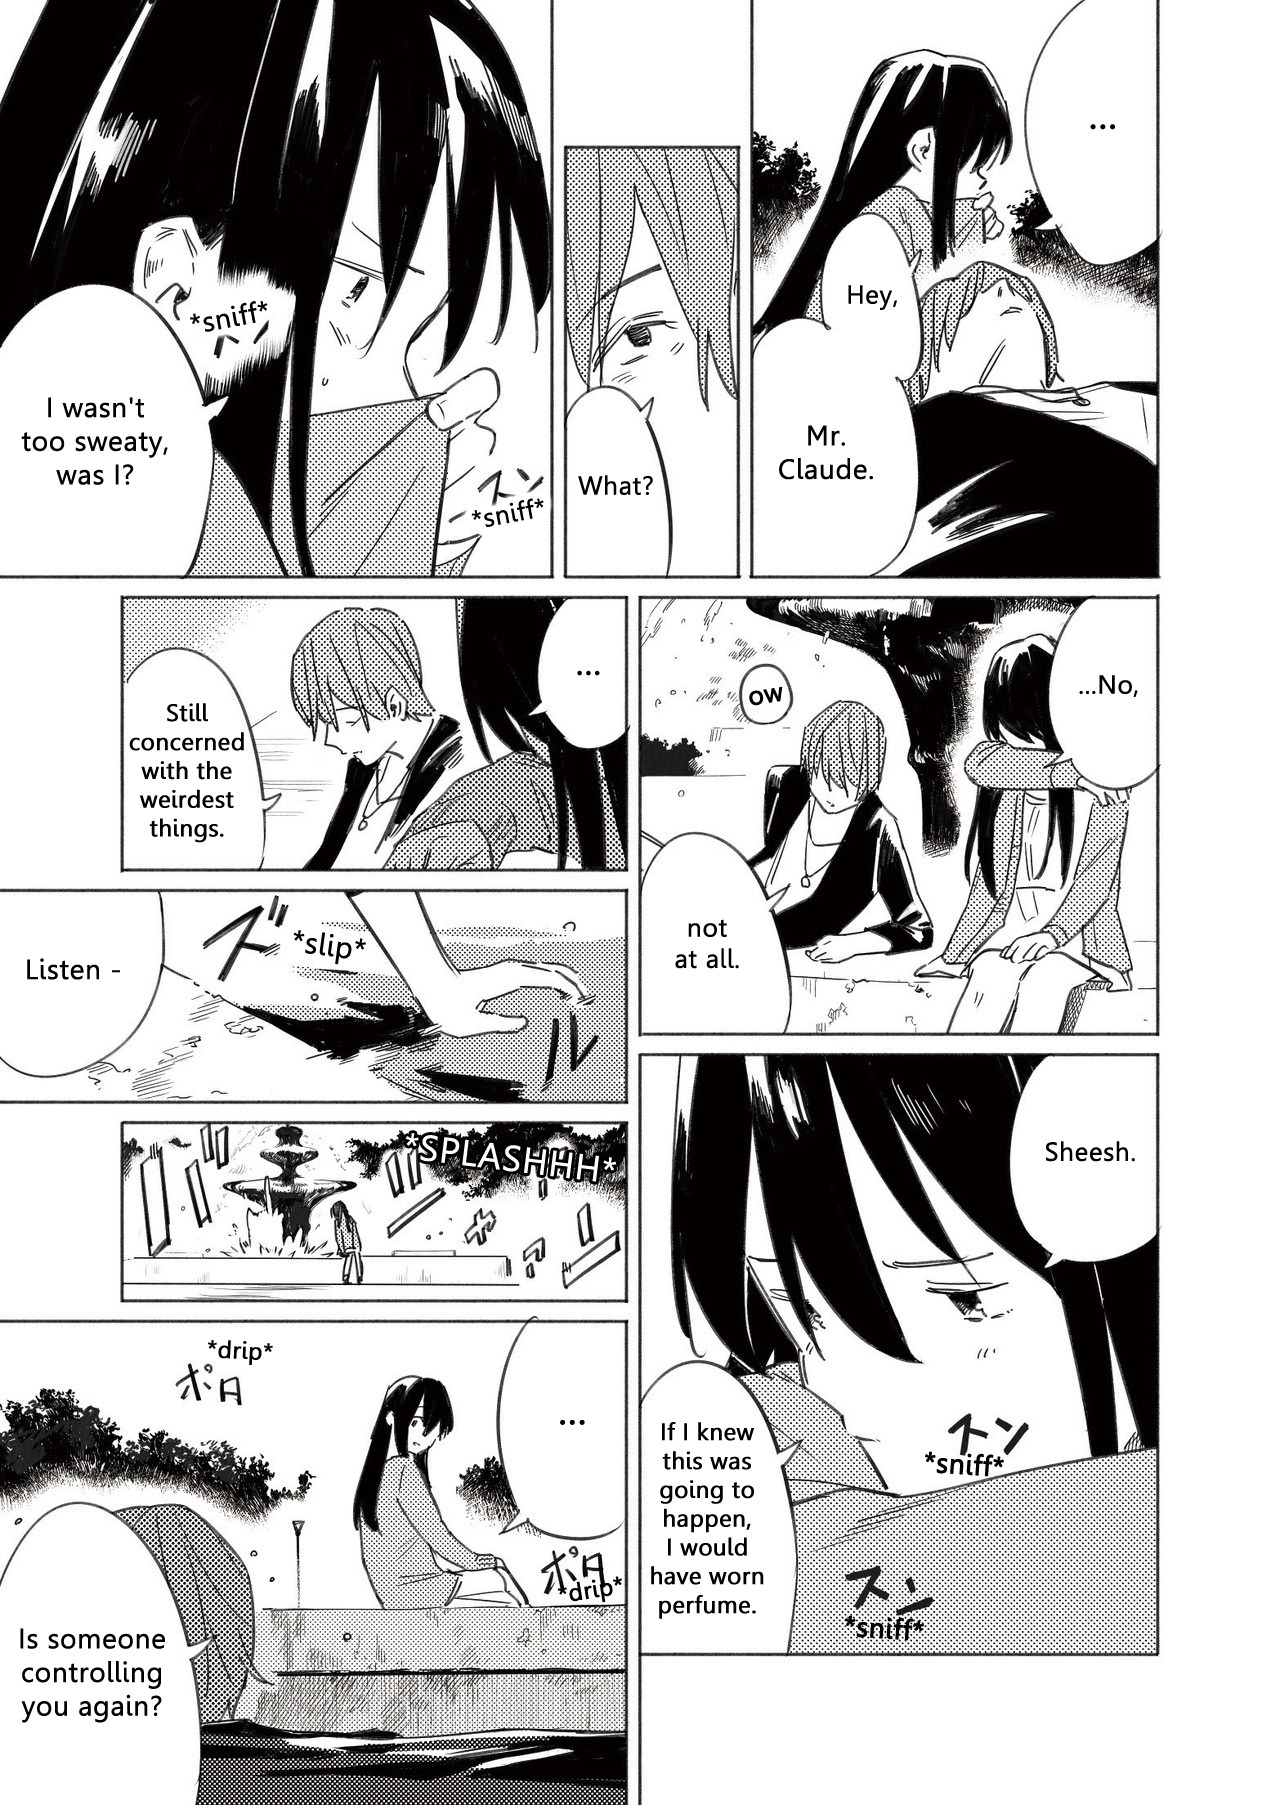 ...
Hey,
Mr.
Claude.
What?
*sniff*
スン
I wasn't
too sweaty,
was I?
スン
*sniff*
...No,
ow
not
at all.
...
Still
concerned
with the
weirdest
things.
Sheesh.
スン
*sniff*
If I knew
this was
going to
happen,
I would
have worn
perfume.
スン
*sniff*
Listen -
ズ
*slip*
ル
*SPLASHHH*
*drip*
ポタ
...
ポタ
*drip*
Is someone
controlling
you again?